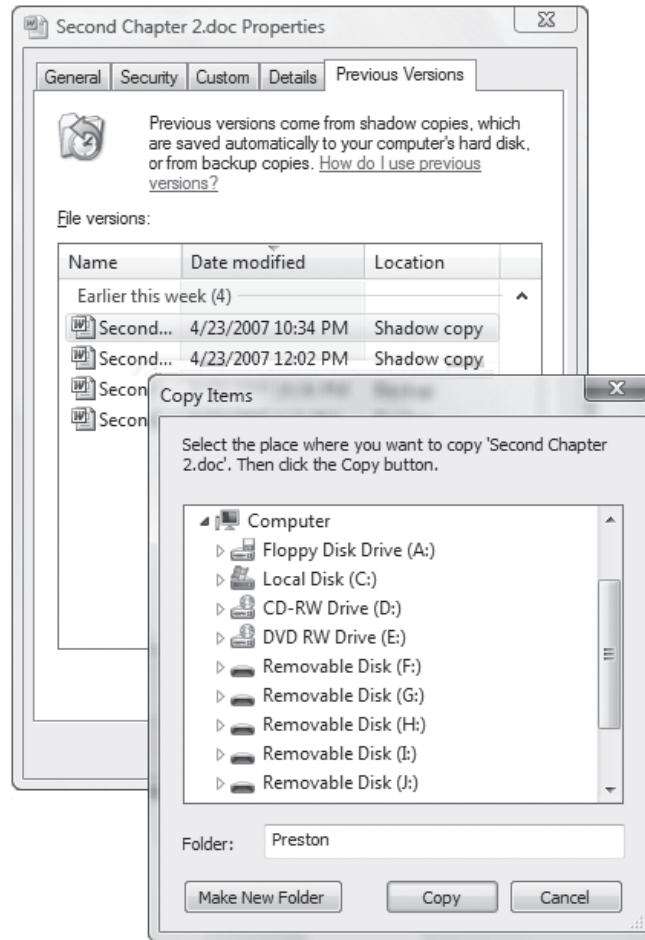 Second Chapter 2.doc Properties
General Security Custom Details Previous Versions
Previous versions come from shadow copies, which
are saved automatically to your computer's hard disk,
or from backup copies. How do I use previous
versions?
File versions:
Name Date modified Location
Earlier this week (4)
Second... 4/23/2007 10:34 PM Shadow copy
Second... 4/23/2007 12:02 PM Shadow copy
Secon
Secon
Copy Items
Select the place where you want to copy 'Second Chapter
2.doc'. Then click the Copy button.
Computer
Floppy Disk Drive (A:)
Local Disk (C:)
CD-RW Drive (D:)
DVD RW Drive (E:)
Removable Disk (F:)
Removable Disk (G:)
Removable Disk (H:)
Removable Disk (I:)
Removable Disk (J:)
Folder: Preston
Make New Folder Copy Cancel